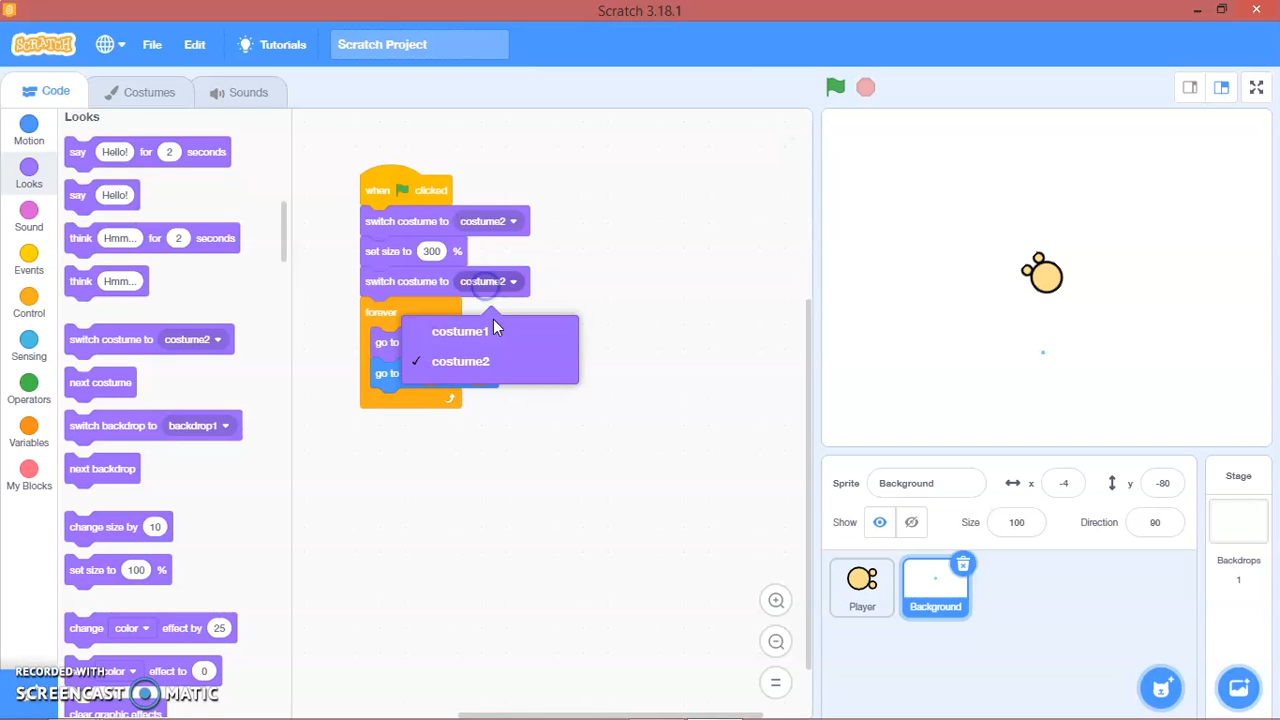 Scratch 3.18.1
SCRATCH File Edit Tutorials Scratch Project
Code Costumes Sounds
Motion
Looks
Sound
Events
Control
Sensing
Operators
Variables
My Blocks
Looks
say Hello! for 2 seconds
say Hello!
think Hmm... for 2 seconds
think Hmm...
switch costume to costume2
next costume
switch backdrop to backdrop1
next backdrop
change size by 10
set size to 100 %
change color effect by 25
color effect to 0
clear graphic effects
when clicked
switch costume to costume2
set size to 300 %
switch costume to costume2
forever
go to
go to
costume1
✓ costume2
Sprite Background x -4 y -80
Show Size 100 Direction 90
Player
Background
Stage
Backdrops
1
RECORDED WITH
SCREENCAST MATIC